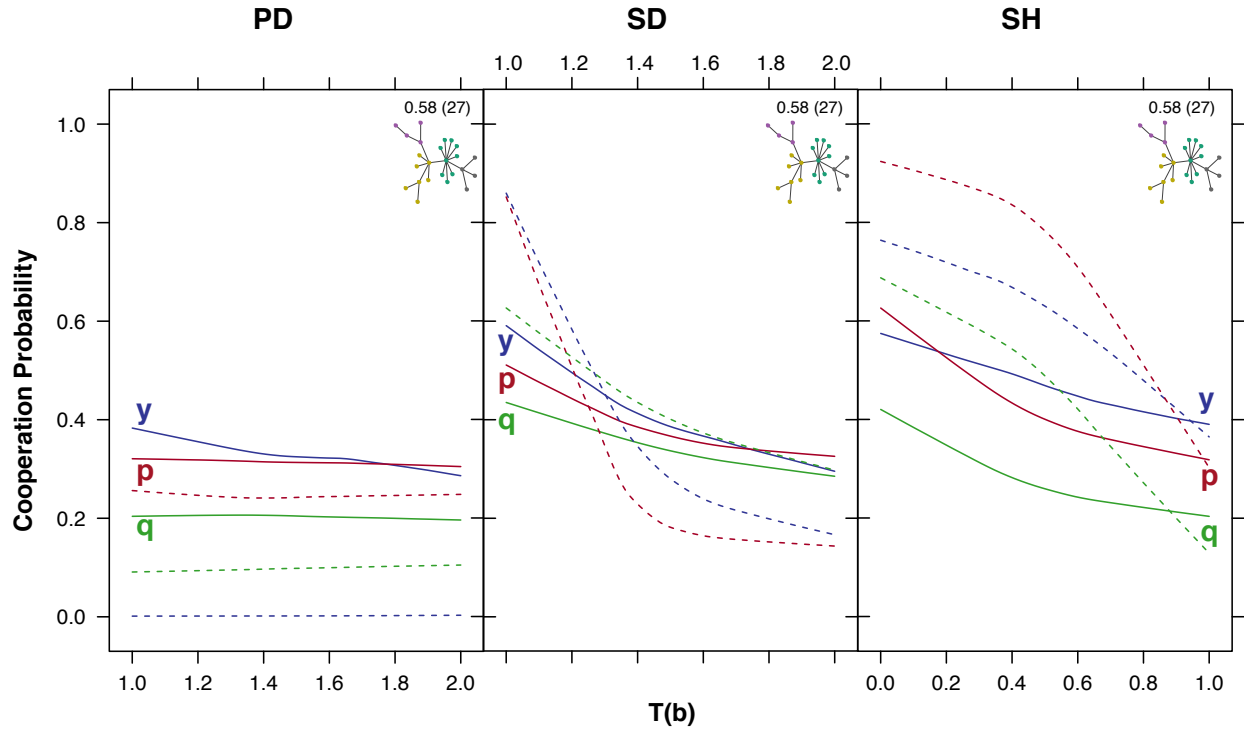 PD SD SH
1.0 1.2 1.4 1.6 1.8 2.0
0.58 (27) 0.58 (27) 0.58 (27)
1.0
0.8
0.6
0.4
0.2
0.0
Cooperation Probability
y
p
q
y
p
q
y
p
q
1.0 1.2 1.4 1.6 1.8 2.0
0.0 0.2 0.4 0.6 0.8 1.0
T(b)